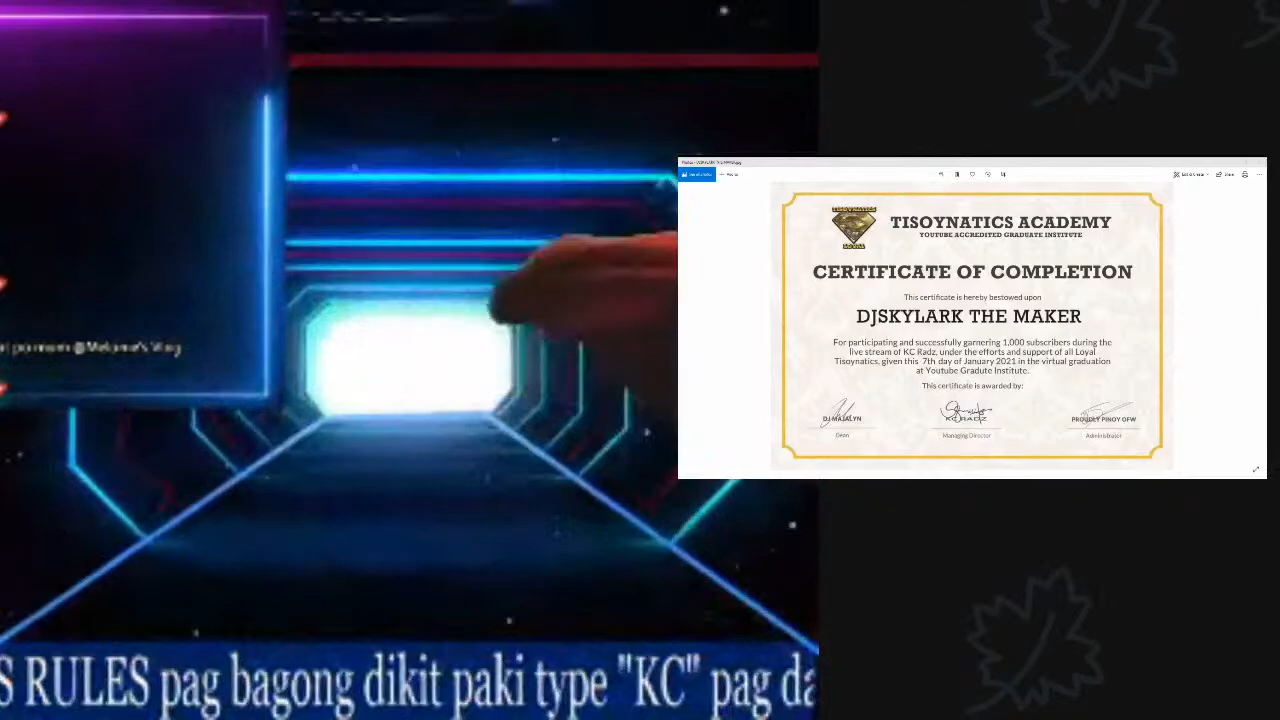 @Melome's Vlog
TISOYNATICS ACADEMY
YOUTUBE ACCREDITED GRADUATE INSTITUTE
CERTIFICATE OF COMPLETION
This certificate is hereby bestowed upon
DJSKYLARK THE MAKER
For participating and successfully garnering 1,000 subscribers during the
live stream of KC Radz, under the efforts and support of all Loyal
Tisoynatics, given this 7th day of January 2021 in the virtual graduation
at Youtube Gradute Institute.
This certificate is awarded by:
DJ MAJALYN
KC RADZ
PROUDLY PINOY OFW
Dean
Managing Director
Administrator
S RULES pag bagong dikit paki type "KC" pag da